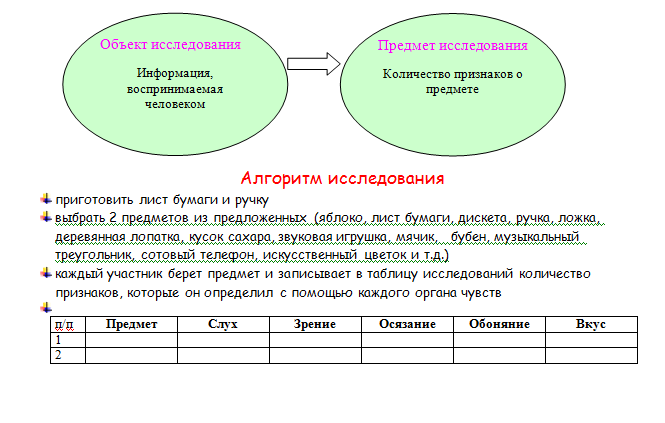 Объект исследования
Информация,
воспринимаемая
человеком
Предмет исследования
Количество признаков о
предмете
Алгоритм исследования
приготовить лист бумаги и ручку
выбрать 2 предметов из предложенных (яблоко, лист бумаги, дискета, ручка, ложка,
деревянная лопатка, кусок сахара, звуковая игрушка, мячик, бубен, музыкальный
треугольник, сотовый телефон, искусственный цветок и т.д.)
каждый участник берет предмет и записывает в таблицу исследований количество
признаков, которые он определил с помощью каждого органа чувств
п/п Предмет Слух Зрение Осязание Обоняние Вкус
1
2